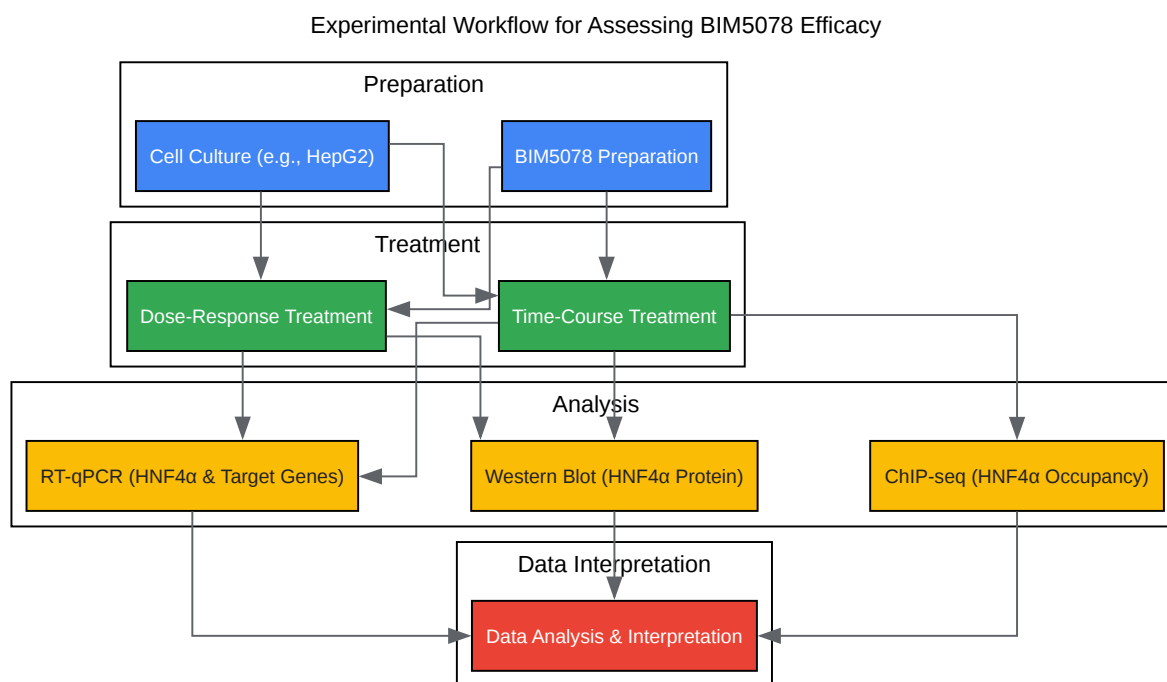 Experimental Workflow for Assessing BIM5078 Efficacy
Preparation
Cell Culture (e.g., HepG2)
BIM5078 Preparation
Treatment
Dose-Response Treatment
Time-Course Treatment
Analysis
RT-qPCR (HNF4α & Target Genes)
Western Blot (HNF4α Protein)
ChIP-seq (HNF4α Occupancy)
Data Interpretation
Data Analysis & Interpretation